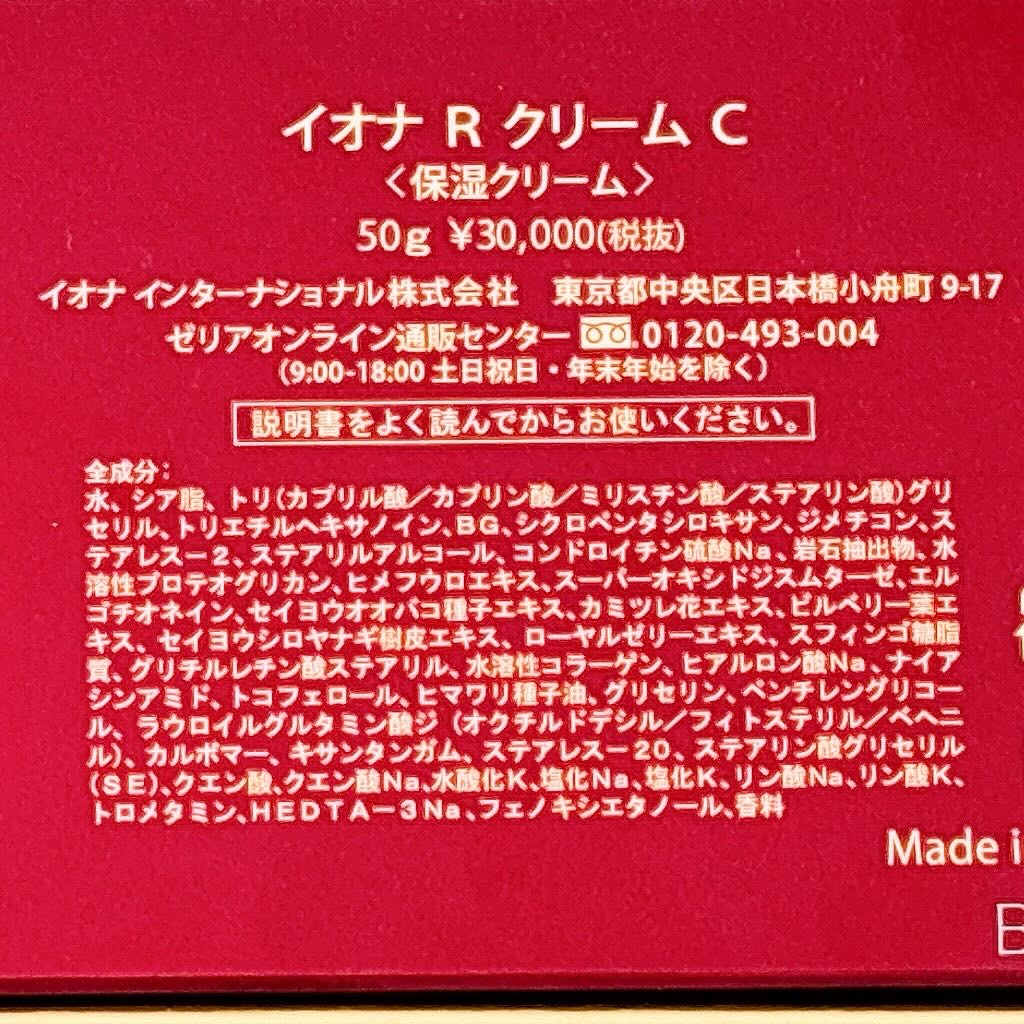 イオナ R クリーム C
〈保湿クリーム〉
50g ¥30,000(税抜)
イオナ インターナショナル株式会社　東京都中央区日本橋小舟町 9-17
ゼリアオンライン通販センター 0120-493-004
(9:00-18:00 土日祝日・年末年始を除く)
説明書をよく読んでからお使いください。
全成分:
水、シア脂、トリ(カプリル酸／カプリン酸／ミリスチン酸／ステアリン酸)グリ
セリル、トリエチルヘキサノイン、BG、シクロペンタシロキサン、ジメチコン、ス
テアレス－2、ステアリルアルコール、コンドロイチン硫酸Na、岩石抽出物、水
溶性プロテオグリカン、ヒメフウロエキス、スーパーオキシドジスムターゼ、エル
ゴチオネイン、セイヨウオオバコ種子エキス、カミツレ花エキス、ビルベリー葉エ
キス、セイヨウシロヤナギ樹皮エキス、ローヤルゼリーエキス、スフィンゴ糖脂
質、グリチルレチン酸ステアリル、水溶性コラーゲン、ヒアルロン酸Na、ナイア
シンアミド、トコフェロール、ヒマワリ種子油、グリセリン、ペンチレングリコー
ル、ラウロイルグルタミン酸ジ(オクチルドデシル／フィトステリル／ベヘニ
ル)、カルボマー、キサンタンガム、ステアレス－20、ステアリン酸グリセリル
(SE)、クエン酸、クエン酸Na、水酸化K、塩化Na、塩化K、リン酸Na、リン酸K、
トロメタミン、HEDTA－3Na、フェノキシエタノール、香料
Made